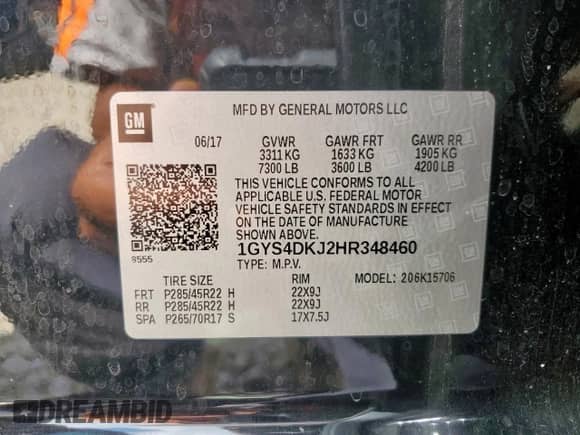 MFD BY GENERAL MOTORS LLC
GM
06/17 GVWR GAWR FRT GAWR RR
3311 KG 1633 KG 1905 KG
7300 LB 3600 LB 4200 LB
THIS VEHICLE CONFORMS TO ALL
APPLICABLE U.S. FEDERAL MOTOR
VEHICLE SAFETY STANDARDS IN EFFECT
ON THE DATE OF MANUFACTURE
SHOWN ABOVE.
1GYS4DKJ2HR348460
9555 TYPE: M.P.V.
TIRE SIZE RIM MODEL: 206K15706
FRT P285/45R22 H 22X9J
RR P285/45R22 H 22X9J
SPA P265/70R17 S 17X7.5J
DREAMBID